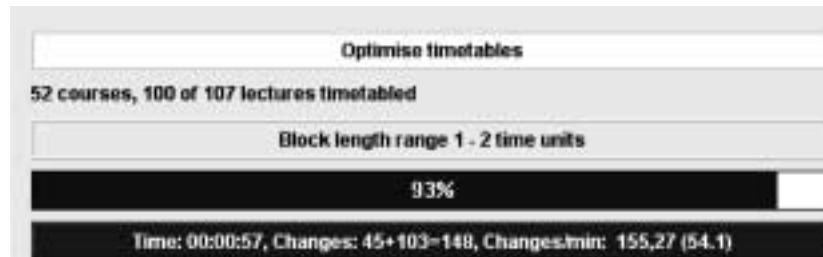 Optimise timetables
52 courses, 100 of 107 lectures timetabled
Block length range 1 - 2 time units
93%
Time: 00:00:57, Changes: 45+103=148, Changes/min: 155,27 (54.1)